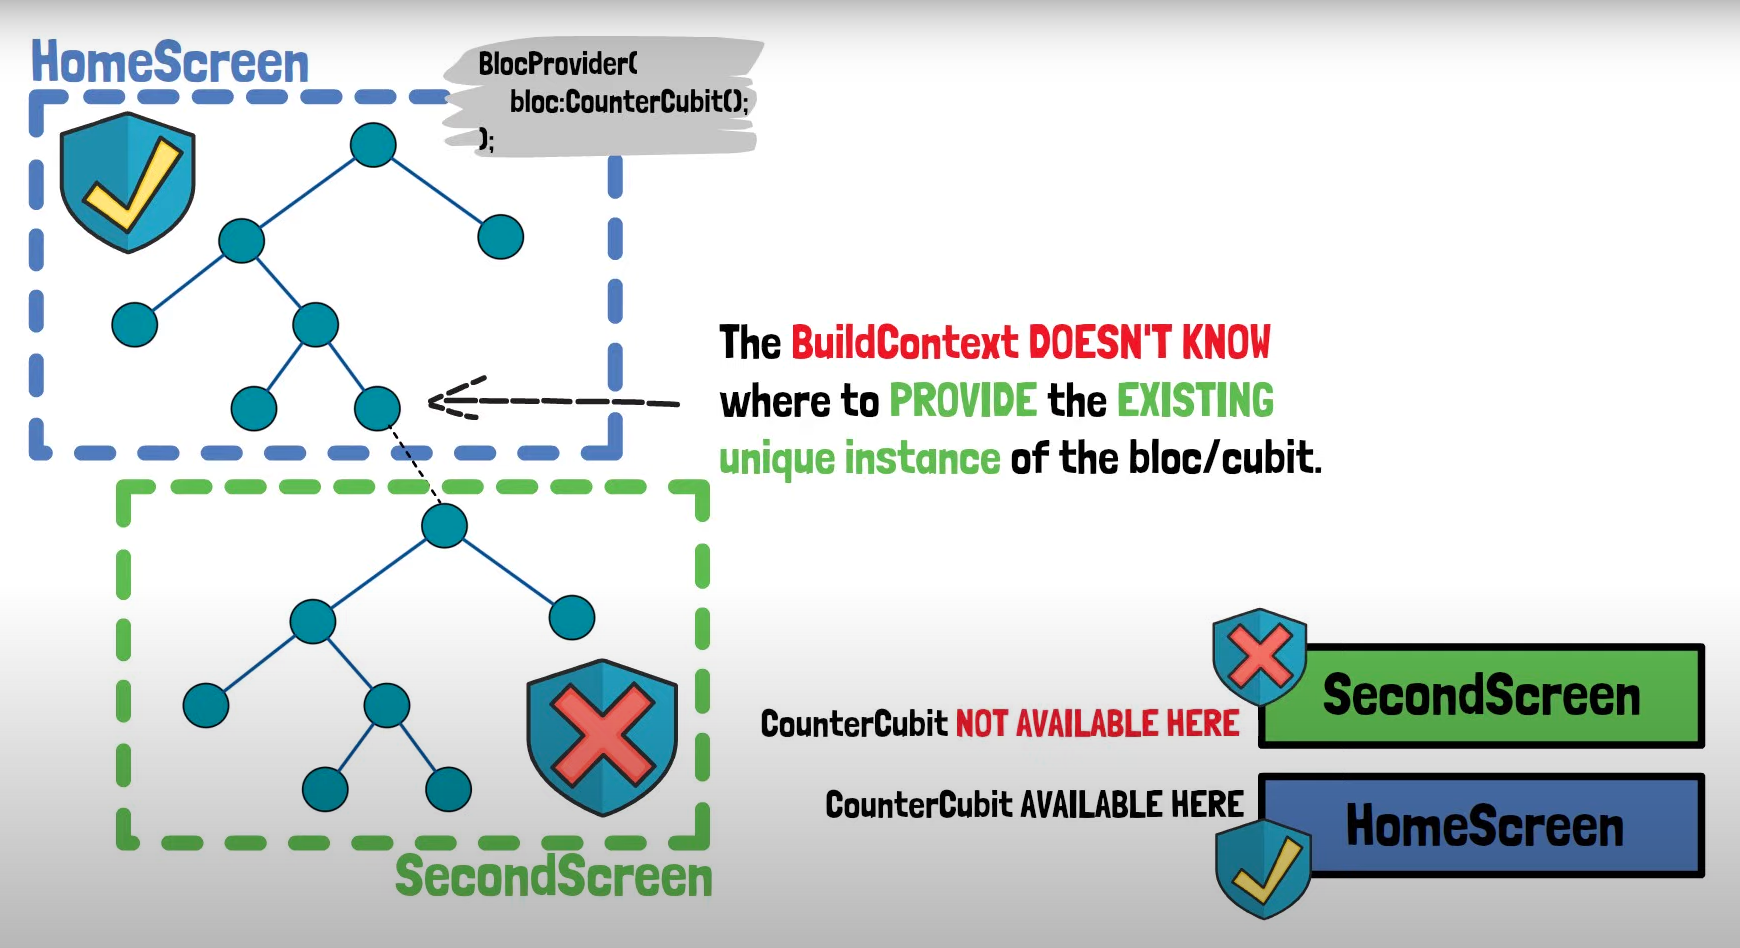 HomeScreen
BlocProvider(
bloc:CounterCubit();
);
The BuildContext DOESN'T KNOW
where to PROVIDE the EXISTING
unique instance of the bloc/cubit.
SecondScreen
CounterCubit NOT AVAILABLE HERE
CounterCubit AVAILABLE HERE
HomeScreen
SecondScreen